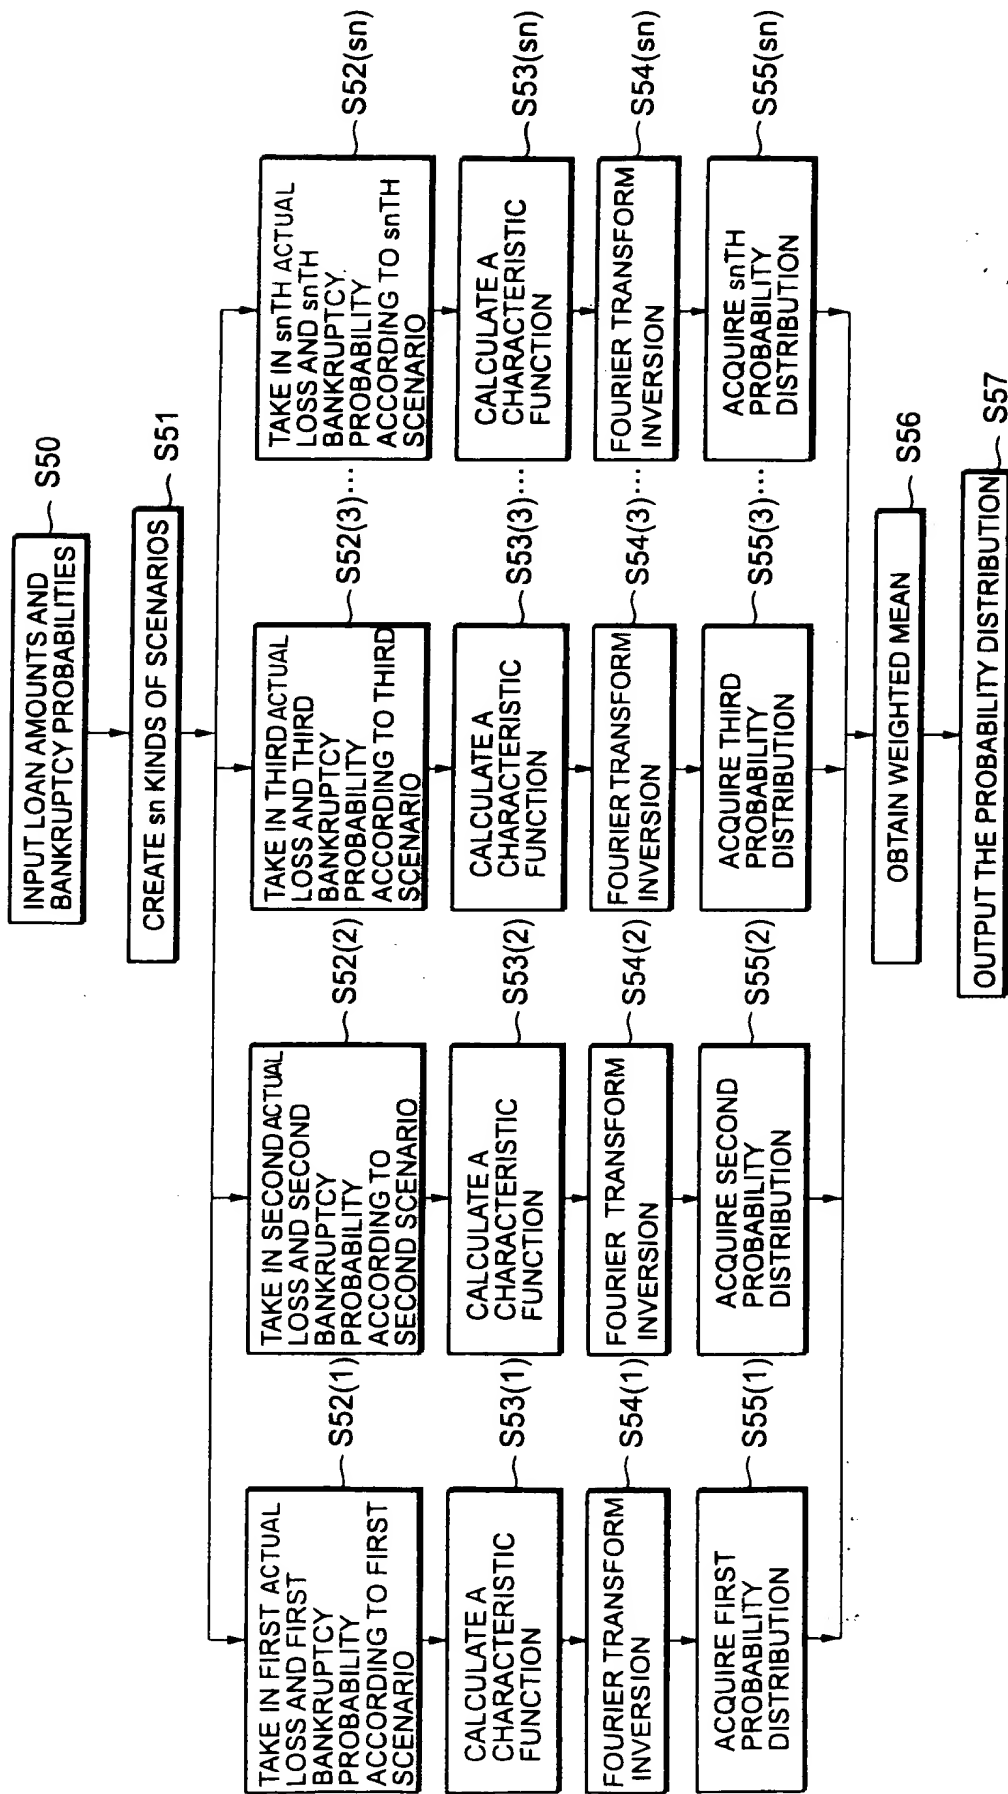 INPUT LOAN AMOUNTS AND
BANKRUPTCY PROBABILITIES
S50
CREATE sn KINDS OF SCENARIOS
S51
TAKE IN FIRST ACTUAL
LOSS AND FIRST
BANKRUPTCY
PROBABILITY
ACCORDING TO FIRST
SCENARIO
S52(1)
TAKE IN SECOND ACTUAL
LOSS AND SECOND
BANKRUPTCY
PROBABILITY
ACCORDING TO
SECOND SCENARIO
S52(2)
TAKE IN THIRD ACTUAL
LOSS AND THIRD
BANKRUPTCY
PROBABILITY
ACCORDING TO THIRD
SCENARIO
S52(3)...
TAKE IN snTH ACTUAL
LOSS AND snTH
BANKRUPTCY
PROBABILITY
ACCORDING TO snTH
SCENARIO
S52(sn)
CALCULATE A
CHARACTERISTIC
FUNCTION
S53(1)
CALCULATE A
CHARACTERISTIC
FUNCTION
S53(2)
CALCULATE A
CHARACTERISTIC
FUNCTION
S53(3)...
CALCULATE A
CHARACTERISTIC
FUNCTION
S53(sn)
FOURIER TRANSFORM
INVERSION
S54(1)
FOURIER TRANSFORM
INVERSION
S54(2)
FOURIER TRANSFORM
INVERSION
S54(3)...
FOURIER TRANSFORM
INVERSION
S54(sn)
ACQUIRE FIRST
PROBABILITY
DISTRIBUTION
S55(1)
ACQUIRE SECOND
PROBABILITY
DISTRIBUTION
S55(2)
ACQUIRE THIRD
PROBABILITY
DISTRIBUTION
S55(3)...
ACQUIRE snTH
PROBABILITY
DISTRIBUTION
S55(sn)
OBTAIN WEIGHTED MEAN
S56
OUTPUT THE PROBABILITY DISTRIBUTION
S57